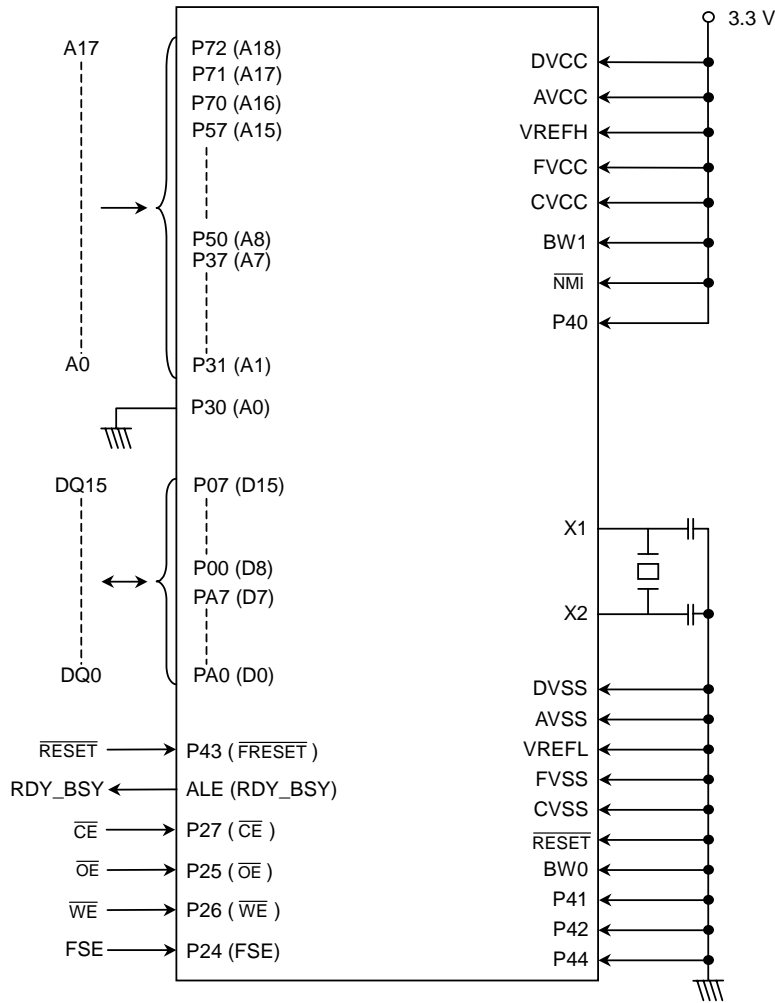 3.3 V
A17
P72 (A18)
P71 (A17)
P70 (A16)
P57 (A15)
P50 (A8)
P37 (A7)
A0
P31 (A1)
P30 (A0)
DQ15
P07 (D15)
P00 (D8)
PA7 (D7)
DQ0
PA0 (D0)
RESET
P43 ( FRESET )
RDY_BSY
ALE (RDY_BSY)
CE
P27 ( CE )
OE
P25 ( OE )
WE
P26 ( WE )
FSE
P24 (FSE)
DVCC
AVCC
VREFH
FVCC
CVCC
BW1
NMI
P40
X1
X2
DVSS
AVSS
VREFL
FVSS
CVSS
RESET
BW0
P41
P42
P44